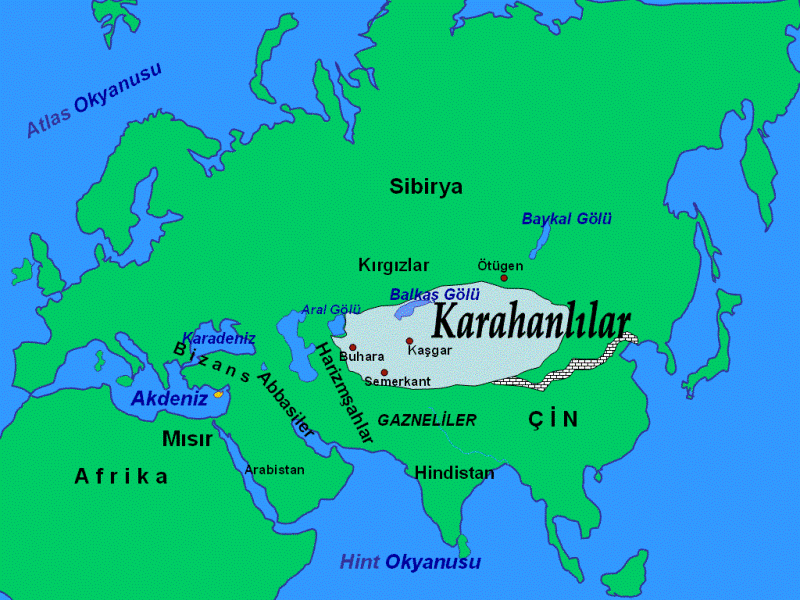 Atlas Okyanusu
Sibirya
Baykal Gölü
Kırgızlar
Ötügen
Balkaş Gölü
Aral Gölü
Karahanlılar
Karadeniz
Buhara
Kaşgar
Semerkant
Bizans
Abbasiler
Harizmşahlar
Akdeniz
GAZNELİLER
ÇİN
Mısır
Afrika
Arabistan
Hindistan
Hint Okyanusu